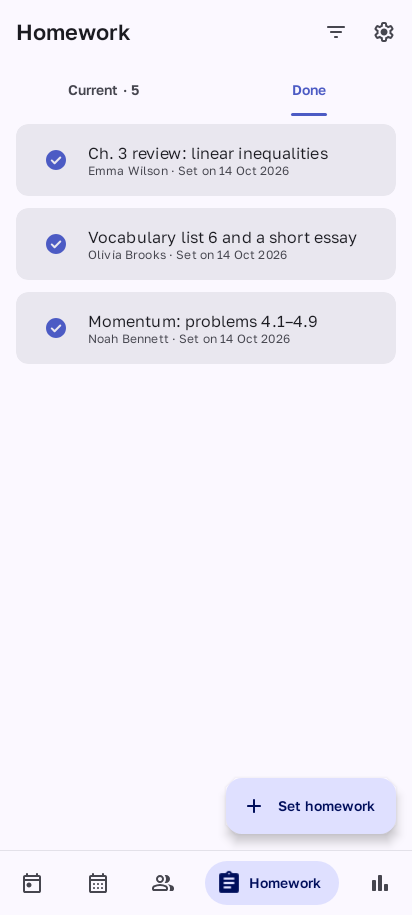 Homework
Current · 5
Done
Ch. 3 review: linear inequalities
Emma Wilson · Set on 14 Oct 2026
Vocabulary list 6 and a short essay
Olivia Brooks · Set on 14 Oct 2026
Momentum: problems 4.1–4.9
Noah Bennett · Set on 14 Oct 2026
Set homework
Homework